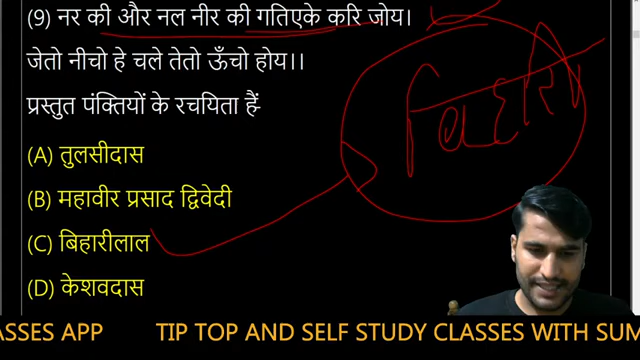 (9) नर की और नल नीर की गतिएके करि जोय।
जेतो नीचो हे चले तेतो ऊँचो होय।।
प्रस्तुत पंक्तियों के रचयिता हैं-
(A) तुलसीदास
(B) महावीर प्रसाद द्विवेदी
(C) बिहारीलाल
(D) केशवदास
ASSES APP TIP TOP AND SELF STUDY CLASSES WITH SUM